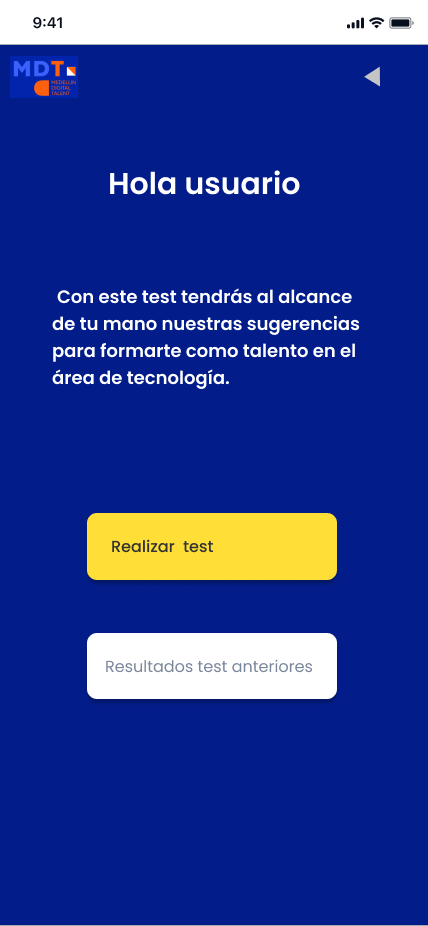 9:41
MDT
MEDELLIN
DIGITAL
TALENT
Hola usuario
Con este test tendrás al alcance
de tu mano nuestras sugerencias
para formarte como talento en el
área de tecnología.
Realizar  test
Resultados test anteriores